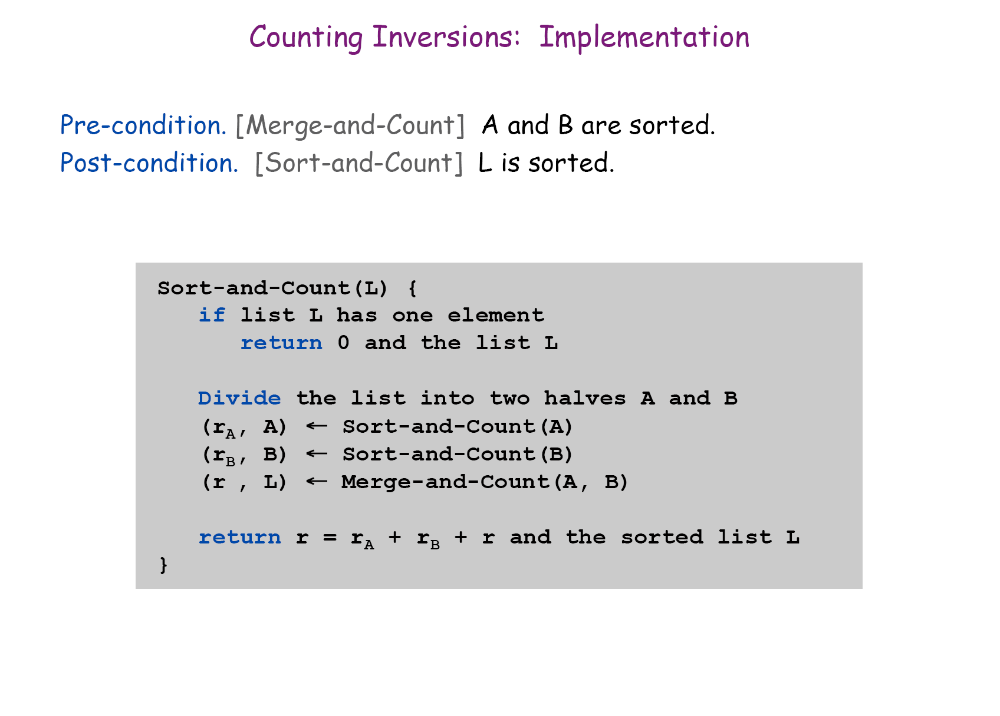 Counting Inversions:  Implementation
Pre-condition. [Merge-and-Count]  A and B are sorted.
Post-condition.  [Sort-and-Count]  L is sorted.
Sort-and-Count(L) {
   if list L has one element
      return 0 and the list L
   Divide the list into two halves A and B
   (rA, A) ← Sort-and-Count(A)
   (rB, B) ← Sort-and-Count(B)
   (r , L) ← Merge-and-Count(A, B)
   return r = rA + rB + r and the sorted list L
}